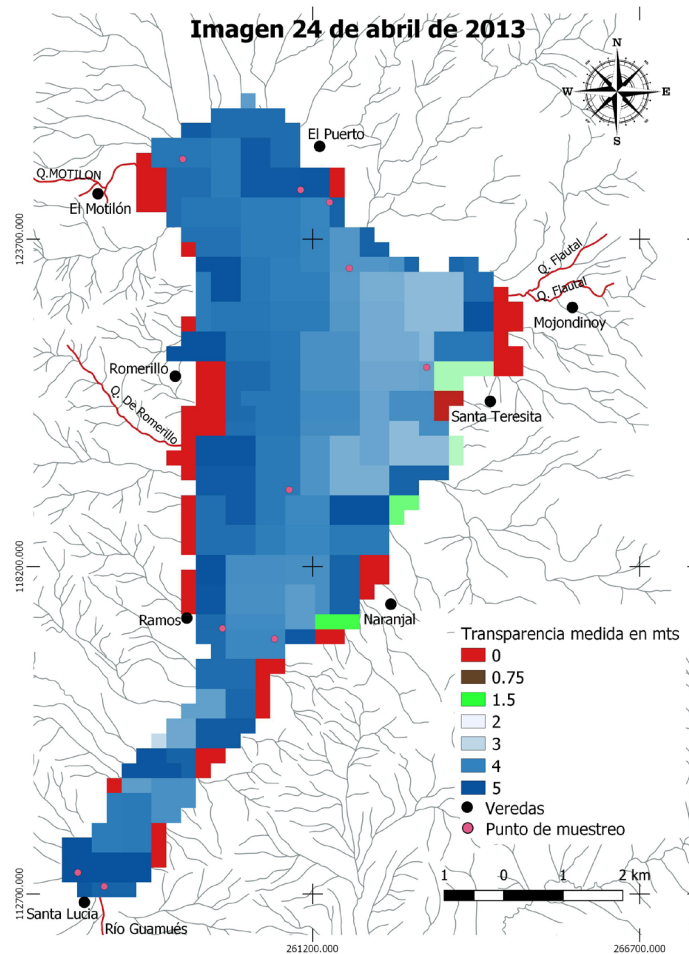 Imagen 24 de abril de 2013
N
W
E
S
El Puerto
Q.MOTILON
El Motilón
123700.000
Q. Flautal
Q. Flautal
Mojondinoy
Romerillo
Q. De Romerillo
Santa Teresita
118200.000
Ramos
Naranjal
Transparencia medida en mts
0
0.75
1.5
2
3
4
5
Veredas
Punto de muestreo
1 0 1 2 km
112700.000
Santa Lucía
Río Guamués
261200.000
266700.000